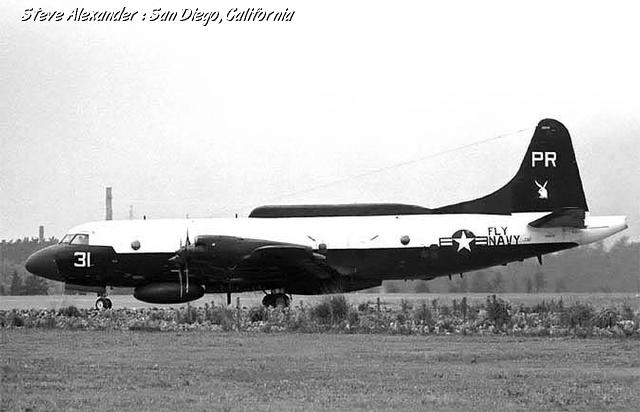 Steve Alexander : San Diego, California
PR
31
FLY
NAVY